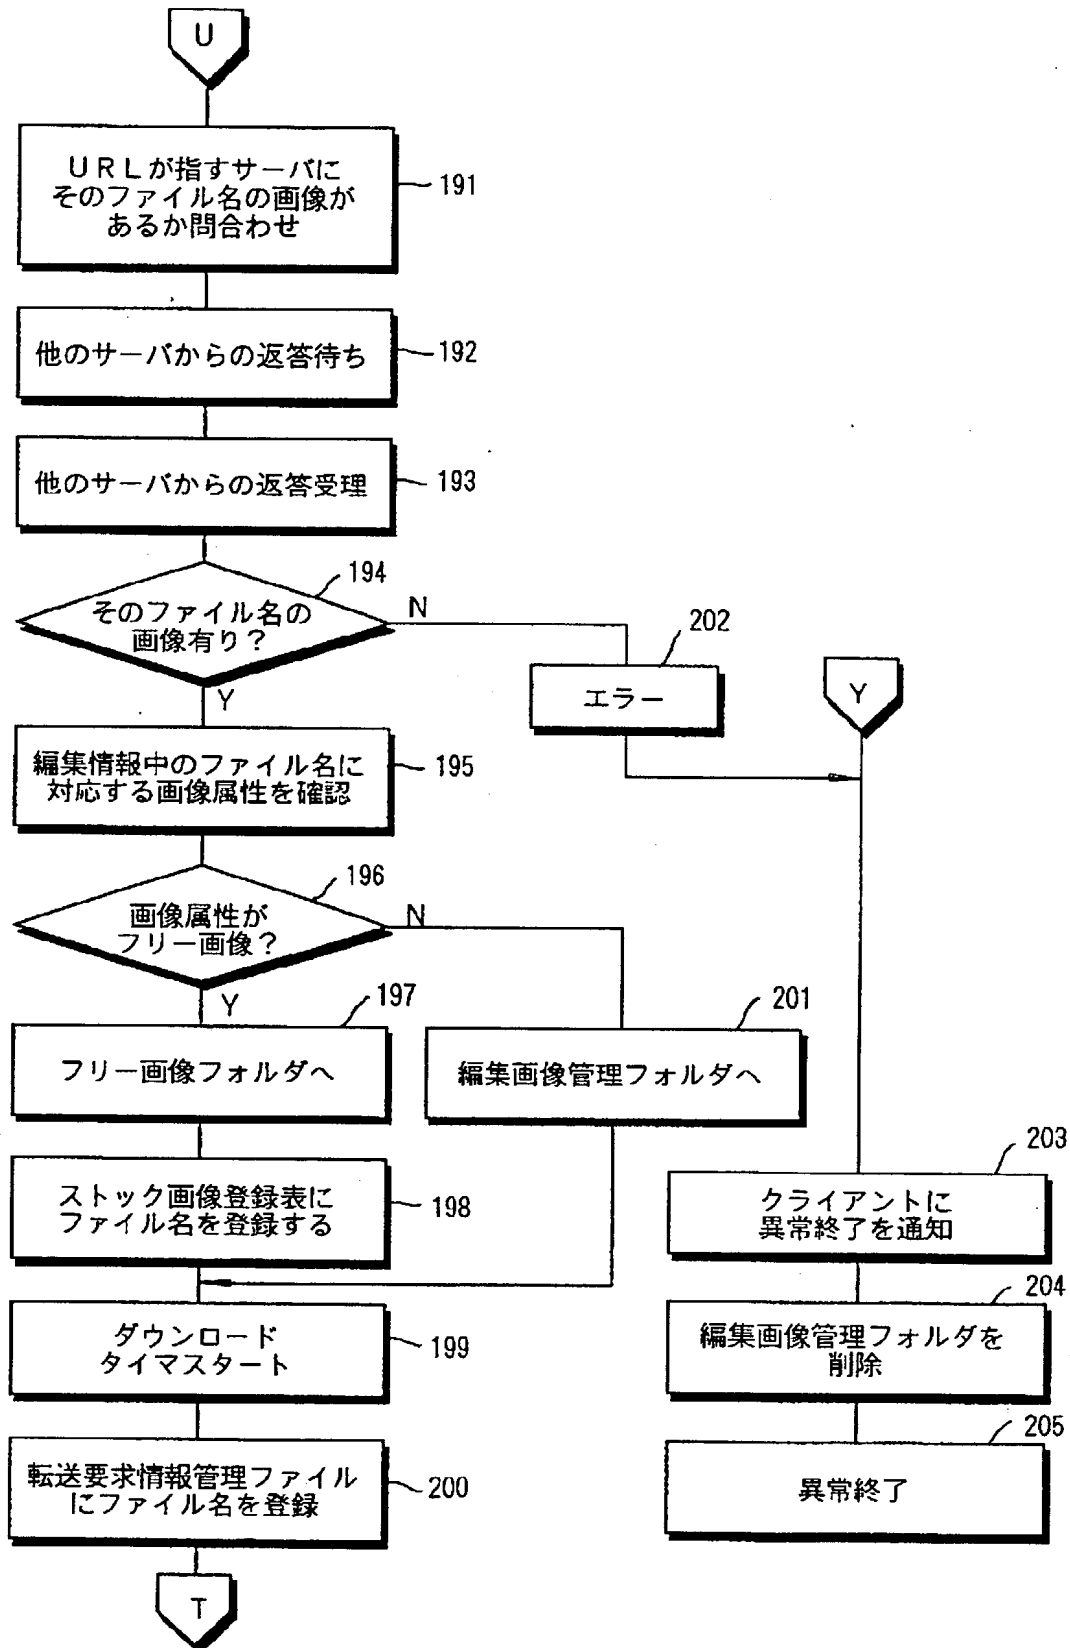 U
URLが指すサーバに
そのファイル名の画像が
あるか問合わせ
191
他のサーバからの返答待ち
192
他のサーバからの返答受理
193
そのファイル名の
画像有り?
194
N
Y
202
エラー
Y
編集情報中のファイル名に
対応する画像属性を確認
195
画像属性が
フリー画像?
196
N
Y
197
フリー画像フォルダへ
201
編集画像管理フォルダへ
ストック画像登録表に
ファイル名を登録する
198
203
クライアントに
異常終了を通知
ダウンロード
タイマスタート
199
204
編集画像管理フォルダを
削除
転送要求情報管理ファイル
にファイル名を登録
200
205
異常終了
T